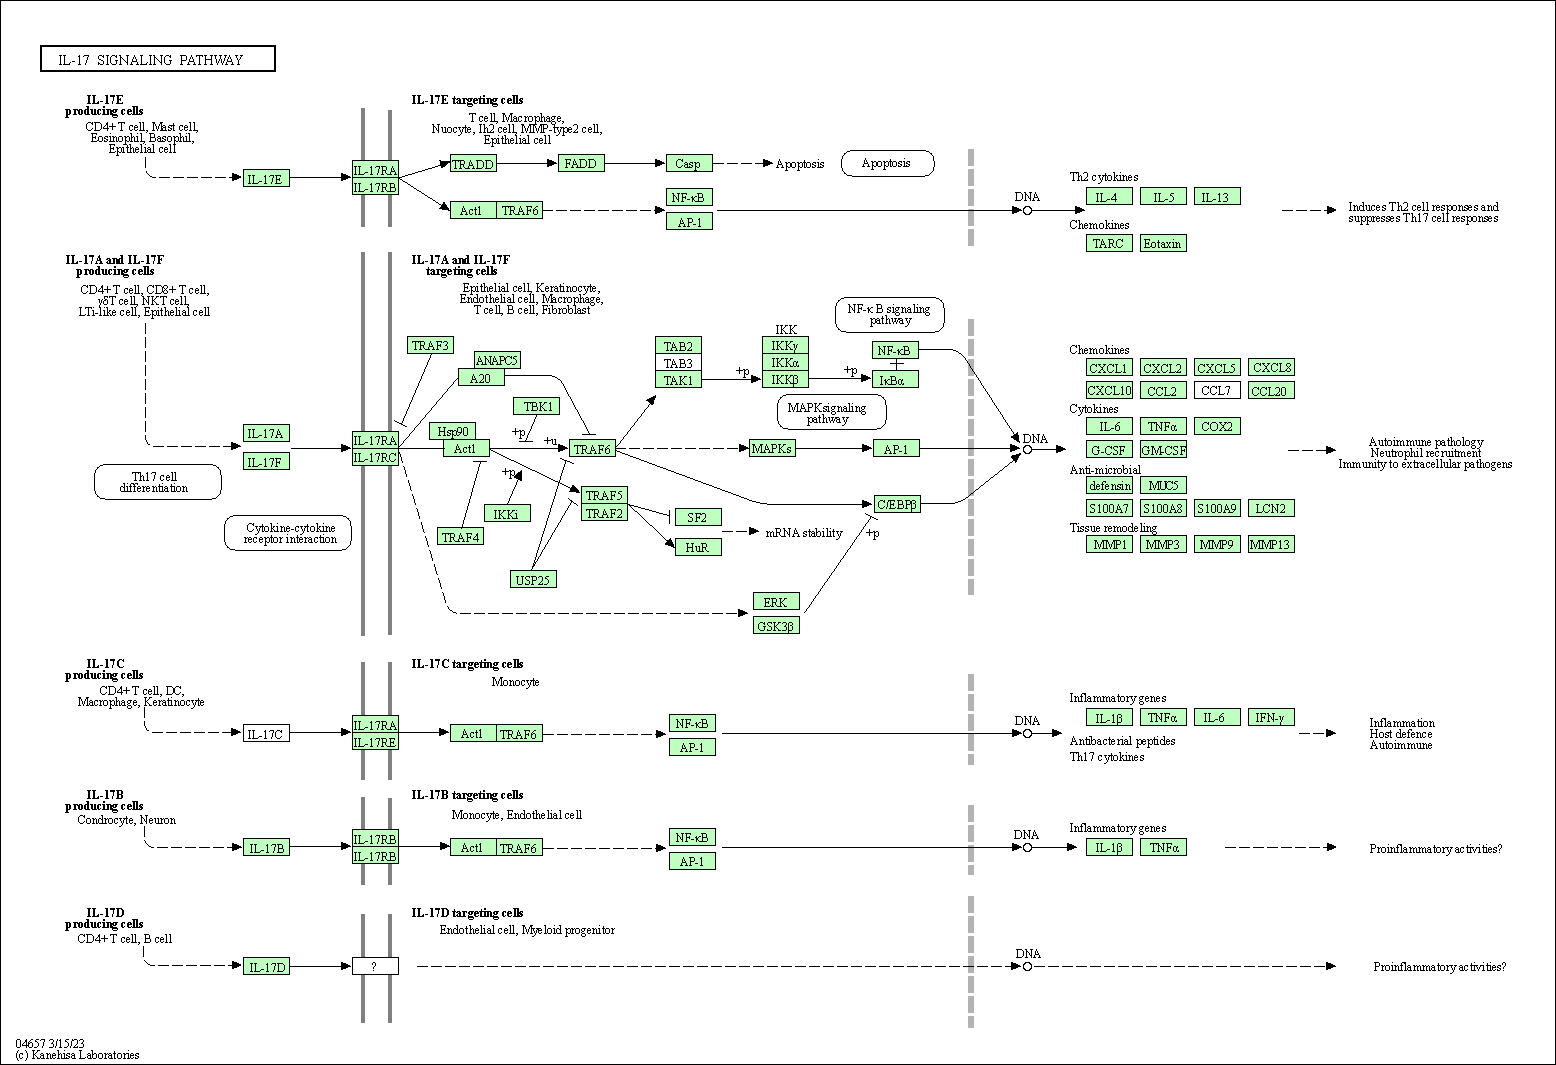 IL-17 SIGNALING PATHWAY
IL-17E
producing cells
CD4+ T cell, Mast cell,
Eosinophil, Basophil,
Epithelial cell
IL-17E
IL-17RA
IL-17RB
IL-17E targeting cells
T cell, Macrophage,
Nuocyte, Ih2 cell, MMP-type2 cell,
Epithelial cell
TRADD
FADD
Casp
Apoptosis
Apoptosis
Act1
TRAF6
NF-κB
AP-1
DNA
Th2 cytokines
IL-4
IL-5
IL-13
Chemokines
TARC
Eotaxin
Induces Th2 cell responses and
suppresses Th17 cell responses
IL-17A and IL-17F
producing cells
CD4+ T cell, CD8+ T cell,
γδT cell, NKT cell,
LTi-like cell, Epithelial cell
IL-17A
IL-17F
Th17 cell
differentiation
Cytokine-cytokine
receptor interaction
IL-17RA
IL-17RC
IL-17A and IL-17F
targeting cells
Epithelial cell, Keratinocyte,
Endothelial cell, Macrophage,
T cell, B cell, Fibroblast
TRAF3
ANAPC5
A20
TBK1
Hsp90
Act1
+p
+u
TRAF6
+p
IKKi
TRAF4
USP25
TRAF5
TRAF2
SF2
HuR
mRNA stability
TAB2
TAB3
TAK1
+p
IKK
IKKγ
IKKα
IKKβ
+p
NF-κB
IκBα
NF-κ B signaling
pathway
MAPK signaling
pathway
MAPKs
AP-1
C/EBPβ
+p
ERK
GSK3β
DNA
Chemokines
CXCL1
CXCL2
CXCL5
CXCL8
CXCL10
CCL2
CCL7
CCL20
Cytokines
IL-6
TNFα
COX2
G-CSF
GM-CSF
Anti-microbial
defensin
MUC5
S100A7
S100A8
S100A9
LCN2
Tissue remodeling
MMP1
MMP3
MMP9
MMP13
Autoimmune pathology
Neutrophil recruitment
Immunity to extracellular pathogens
IL-17C
producing cells
CD4+ T cell, DC,
Macrophage, Keratinocyte
IL-17C
IL-17RA
IL-17RE
IL-17C targeting cells
Monocyte
Act1
TRAF6
NF-κB
AP-1
DNA
Inflammatory genes
IL-1β
TNFα
IL-6
IFN-γ
Antibacterial peptides
Th17 cytokines
Inflammation
Host defence
Autoimmune
IL-17B
producing cells
Condrocyte, Neuron
IL-17B
IL-17RB
IL-17RB
IL-17B targeting cells
Monocyte, Endothelial cell
Act1
TRAF6
NF-κB
AP-1
DNA
Inflammatory genes
IL-1β
TNFα
Proinflammatory activities?
IL-17D
producing cells
CD4+ T cell, B cell
IL-17D
?
IL-17D targeting cells
Endothelial cell, Myeloid progenitor
DNA
Proinflammatory activities?
04657 3/15/23
(c) Kanehisa Laboratories